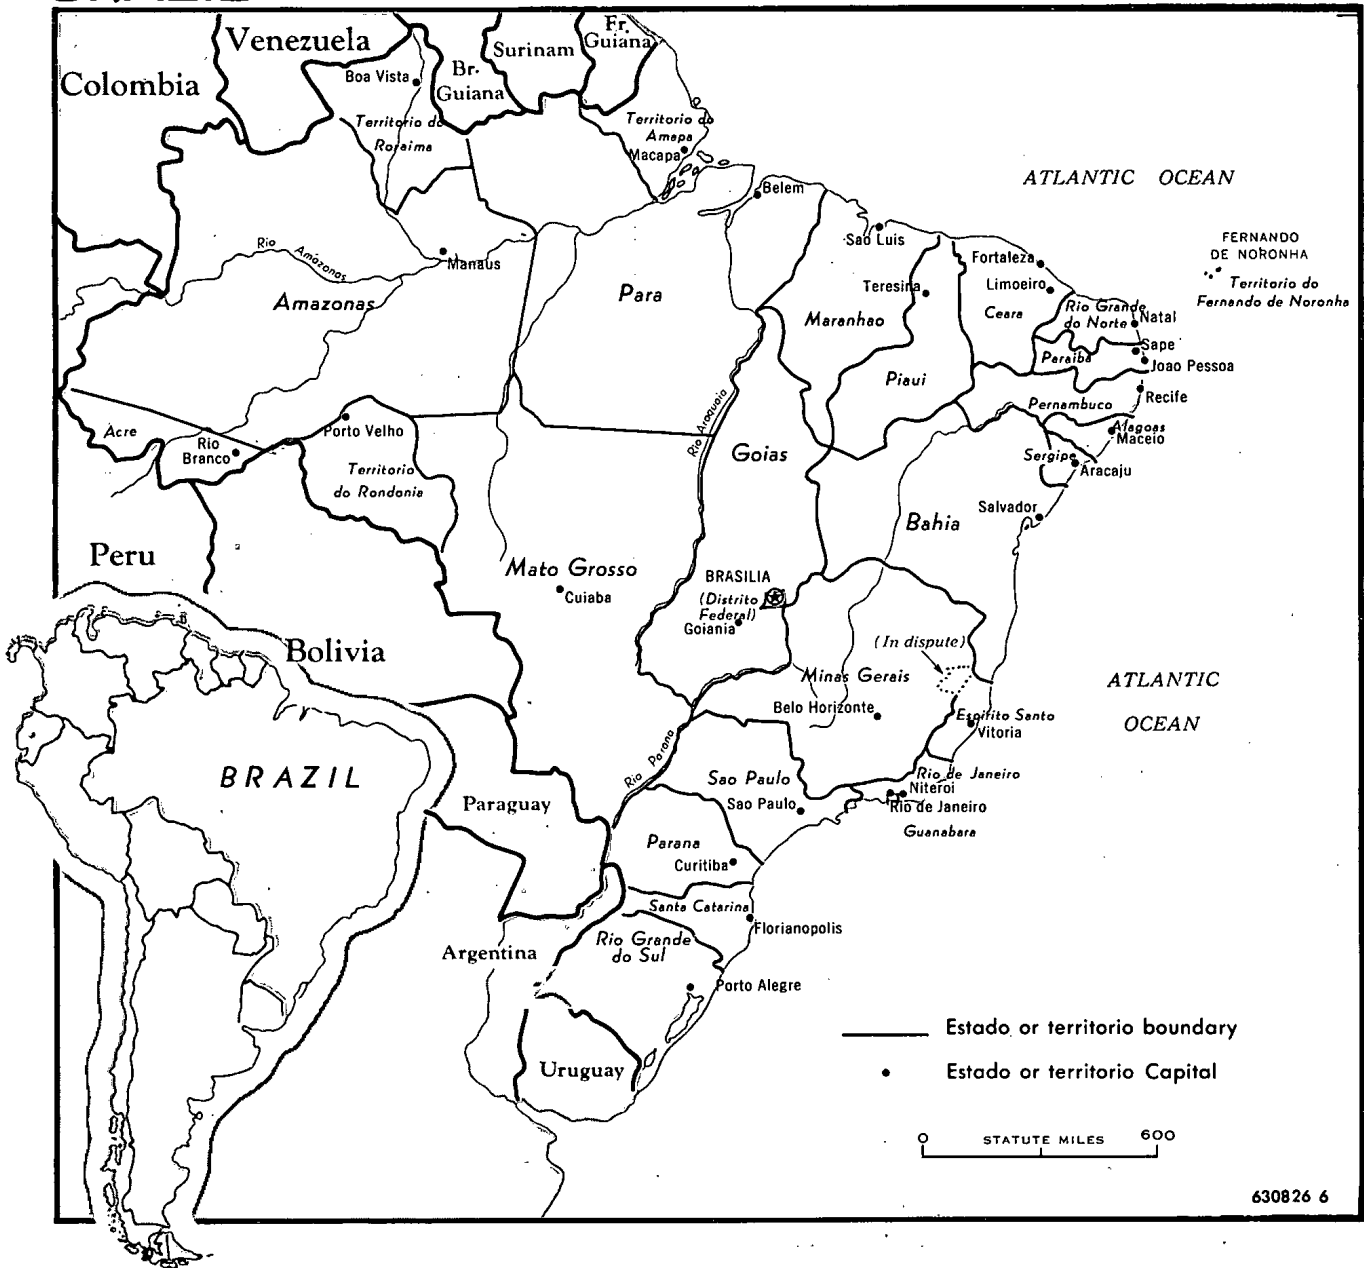 Venezuela
Colombia
Surinam
Fr.
Guiana
Br.
Guiana
Boa Vista
Territorio do
Roraima
Territorio do
Amapa
Macapa
Belem
ATLANTIC OCEAN
Sao Luis
FERNANDO
DE NORONHA
Territorio do
Fernando de Noronha
Rio Amazonas
Manaus
Amazonas
Para
Fortaleza
Limoeiro
Ceara
Teresina
Maranhao
Rio Grande
do Norte
Natal
Sape
Paraiba
Joao Pessoa
Piaui
Recife
Pernambuco
Rio Araguaia
Acre
Rio
Branco
Porto Velho
Territorio
do Rondonia
Goias
Alagoas
Maceio
Sergipe
Aracaju
Salvador
Bahia
Peru
Mato Grosso
Cuiaba
BRASILIA
(Distrito
Federal)
Goiania
Bolivia
(In dispute)
Minas Gerais
Belo Horizonte
ATLANTIC
OCEAN
Espirito Santo
Vitoria
Rio Parana
BRAZIL
Paraguay
Sao Paulo
Sao Paulo
Rio de Janeiro
Niteroi
Rio de Janeiro
Guanabara
Parana
Curitiba
Santa Catarina
Florianopolis
Argentina
Rio Grande
do Sul
Porto Alegre
Uruguay
Estado or territorio boundary
Estado or territorio Capital
0 STATUTE MILES 600
630826 6